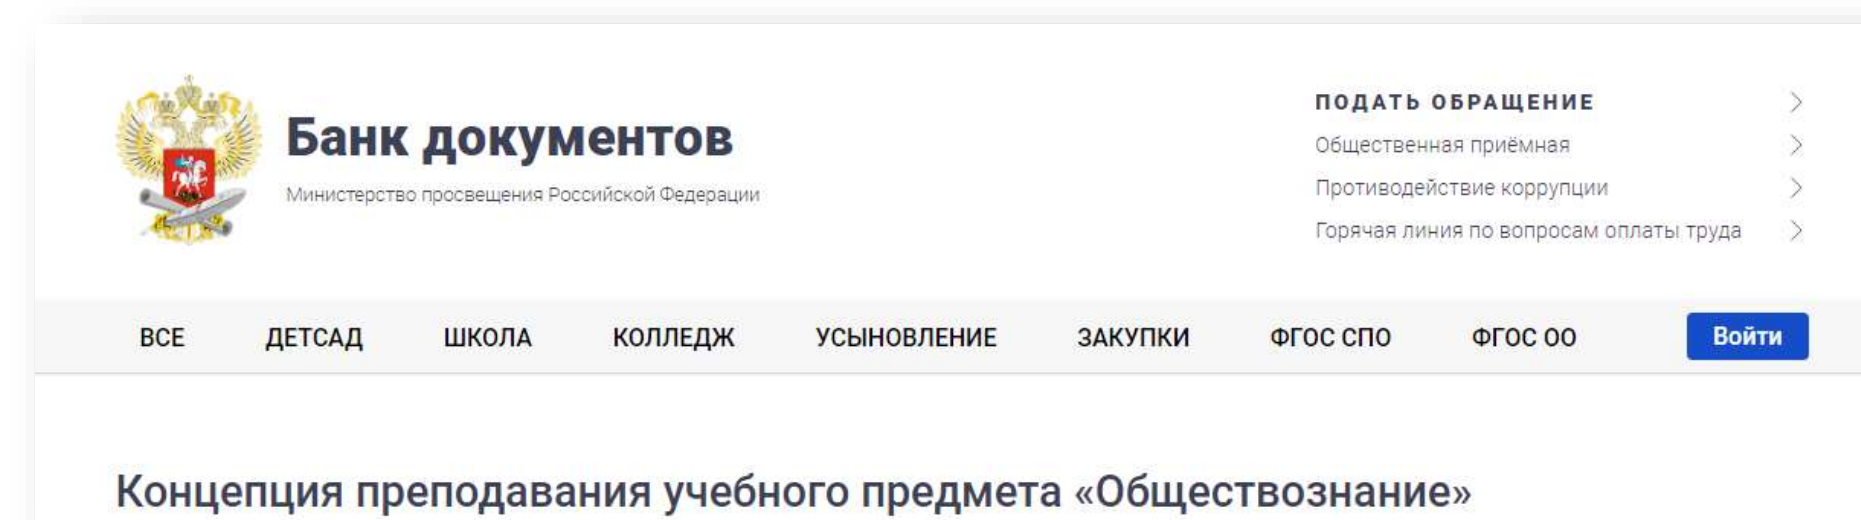 Банк документов
Министерство просвещения Российской Федерации
ПОДАТЬ ОБРАЩЕНИЕ
Общественная приёмная
Противодействие коррупции
Горячая линия по вопросам оплаты труда
ВСЕ ДЕТСАД ШКОЛА КОЛЛЕДЖ УСЫНОВЛЕНИЕ ЗАКУПКИ ФГОС СПО ФГОС ОО Войти
Концепция преподавания учебного предмета «Обществознание»